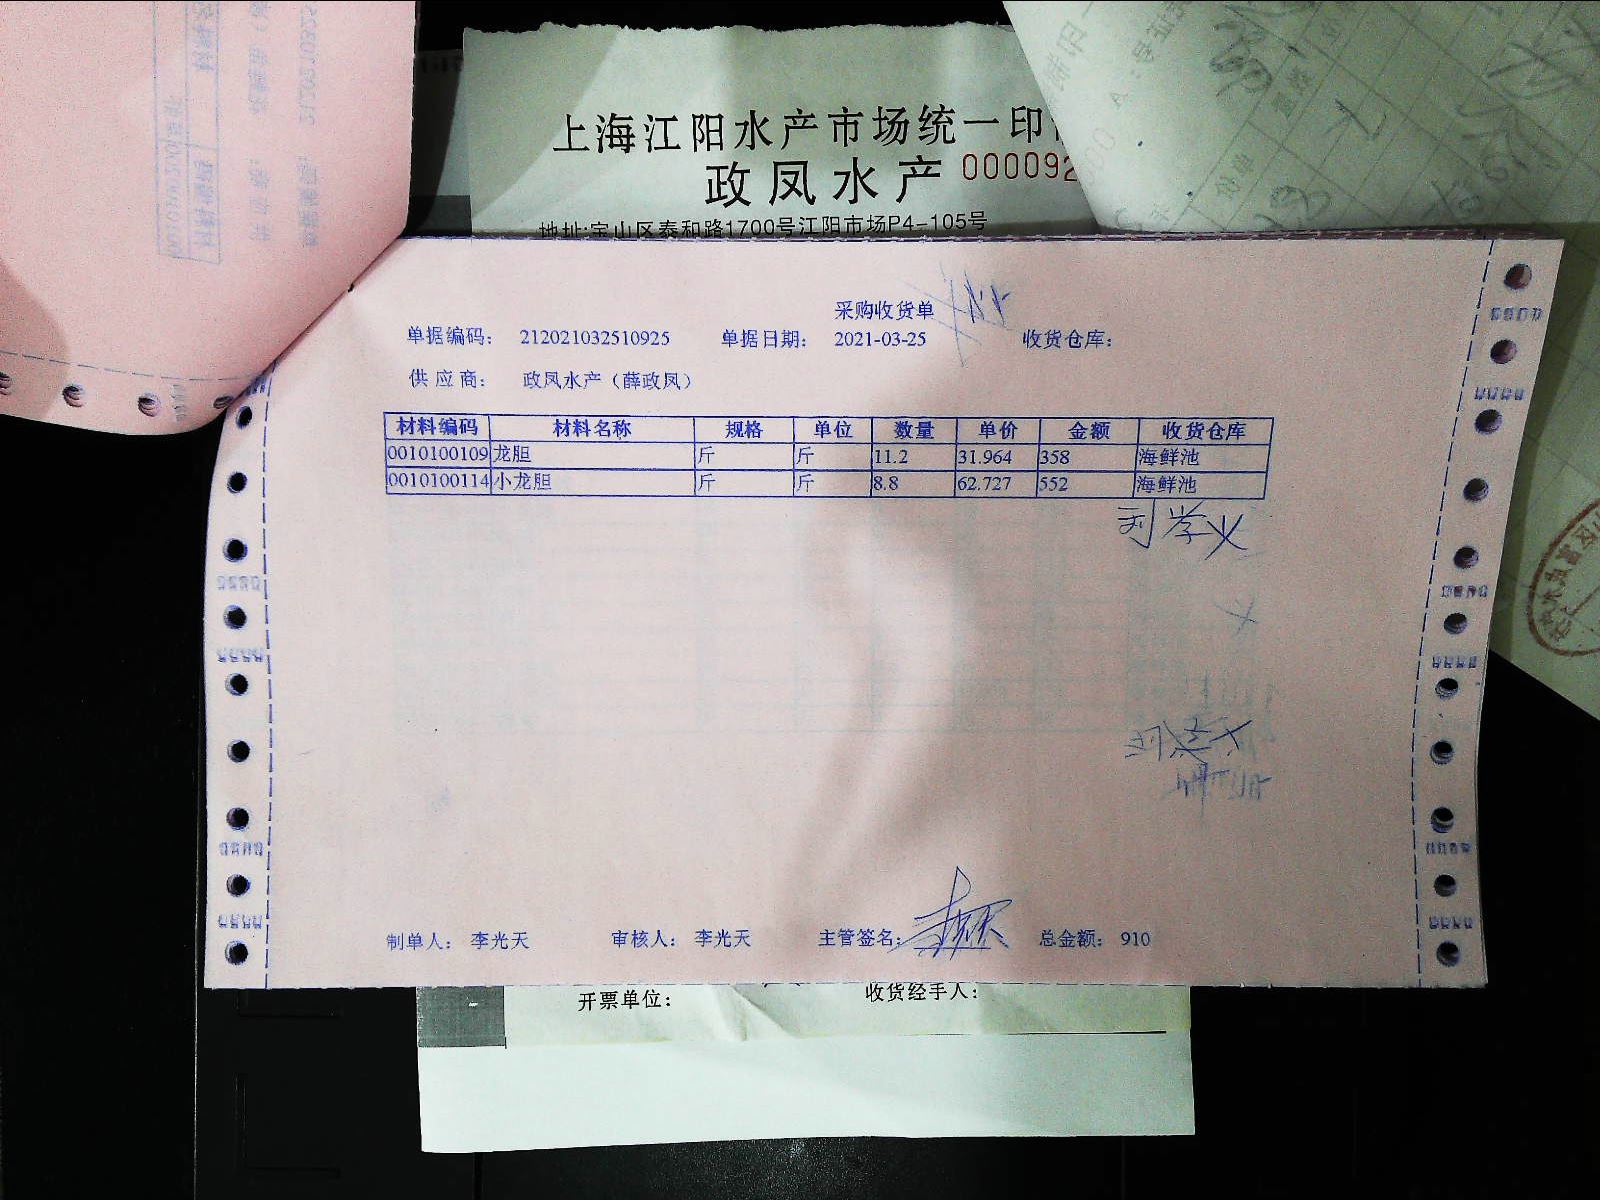 上海江阳水产市场统一印
政凤水产 000092
地址:宝山区泰和路1700号江阳市场P4-105号
采购收货单
单据编码: 212021032510925 单据日期: 2021-03-25 收货仓库:
供应商: 政凤水产（薛政凤）
材料编码 材料名称 规格 单位 数量 单价 金额 收货仓库
0010100109 龙胆 斤 斤 11.2 31.964 358 海鲜池
0010100114 小龙胆 斤 斤 8.8 62.727 552 海鲜池
制单人: 李光天 审核人: 李光天 主管签名: 总金额: 910
开票单位: 收货经手人: